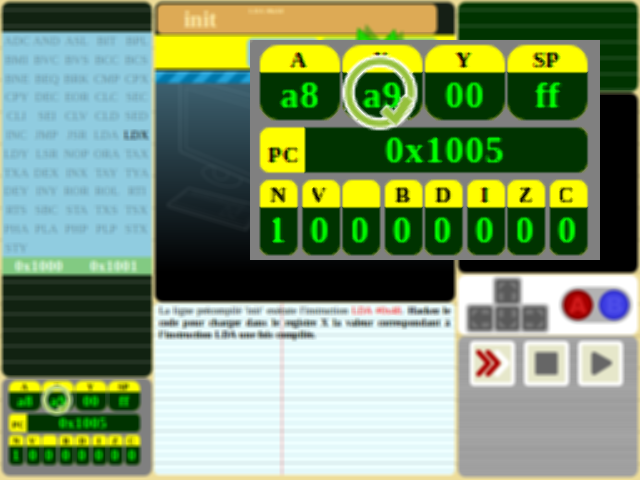 init
ADC AND ASL BIT BPL
BMI BVC BVS BCC BCS
BNE BEQ BRK CMP CPX
CPY DEC EOR CLC SEC
CLI SEI CLV CLD SED
INC JMP JSR LDA LDX
LDY LSR NOP ORA TAX
TXA DEX INX TAY TYA
DEY INY ROR ROL RTI
RTS SBC STA TXS TSX
PHA PLA PHP PLP STX
STY
0x1000 0x1001
A Y SP
a8 a9 00 ff
PC 0x1005
N V B D I Z C
1 0 0 0 0 0 0 0
La ligne précompilé 'init' exécute l'instruction LDA #0xa8. Hacker le
code pour charger dans le registre X la valeur correspondant à
l'instruction LDA une fois compilée.
A B
A Y SP
a8 a9 00 ff
PC 0x1005
N V B D I Z C
1 0 0 0 0 0 0 0